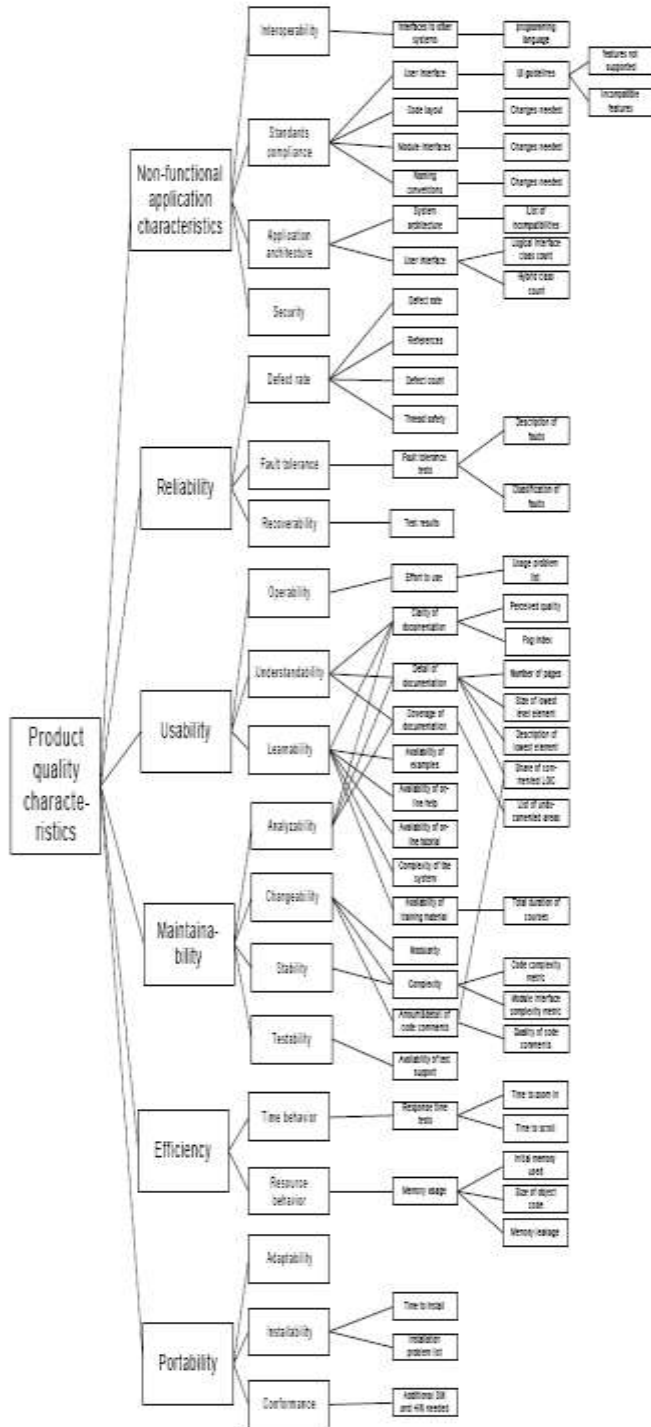 Product
quality
characte-
ristics
Non-functional
application
characteristics
Interoperability
Interfaces to other
systems
programming
language
Standards
compliance
User Interface
UI guidelines
features not
supported
Incompatible
features
Code layout
Changes needed
Module interfaces
Changes needed
Naming
conventions
Changes needed
Application
architecture
System
architecture
List of
incompatibilities
User interface
Logical interface
class count
Hybrid class
count
Security
Reliability
Defect rate
Defect rate
References
Defect count
Thread safety
Fault tolerance
Fault tolerance
tests
Description of
faults
Classification of
faults
Recoverability
Test results
Usability
Operability
Effort to use
Usage problem
list
Understandability
Learnability
Clarity of
documentation
Perceived quality
Fog index
Detail of
documentation
Number of pages
Size of lowest
level element
Description of
lowest element
Coverage of
documentation
Share of com-
mented LOC
List of undo-
cumented areas
Availability of
examples
Availability of on-
line help
Availability of on-
line tutorial
Complexity of the
system
Availability of
training material
Total duration of
courses
Maintaina-
bility
Analyzability
Changeability
Stability
Testability
Modularity
Complexity
Code complexity
metric
Module interface
complexity metric
Amount&detail of
code comments
Quality of code
comments
Availability of test
support
Efficiency
Time behavior
Response time
tests
Time to zoom in
Time to scroll
Resource
behavior
Memory usage
Initial memory
used
Size of object
code
Memory leakage
Portability
Adaptability
Installability
Time to install
Installation
problem list
Conformance
Additional SW
and HW needed